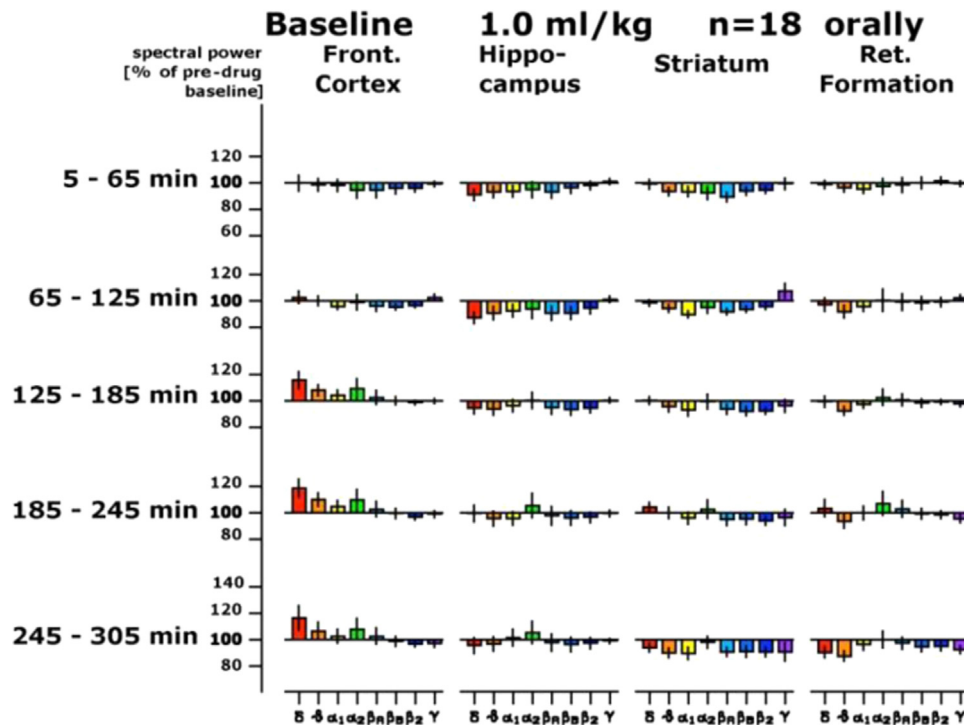 Baseline 1.0 ml/kg n=18 orally
spectral power
[% of pre-drug
baseline]
Front.
Cortex
Hippo-
campus
Striatum
Ret.
Formation
5 - 65 min
120
100
80
60
65 - 125 min
120
100
80
125 - 185 min
120
100
80
185 - 245 min
120
100
80
245 - 305 min
140
120
100
80
δ θ α1 α2 βA βB β2 γ δ θ α1 α2 βA βB β2 γ δ θ α1 α2 βA βB β2 γ δ θ α1 α2 βA βB β2 γ